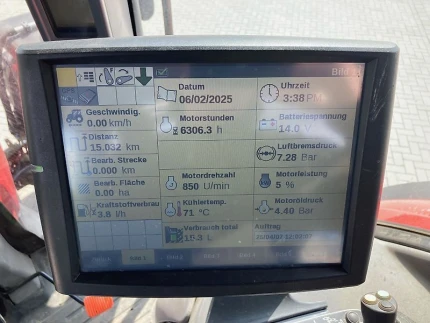 Datum
06/02/2025
Uhrzeit
3:38 PM
Geschwindig.
0.00 km/h
Motorstunden
6306.3 h
Batteriespannung
14.0 V
Distanz
15.032 km
Luftbremsdruck
7.28 Bar
Bearb. Strecke
0.000 km
Motordrehzahl
850 U/min
Motorleistung
5 %
Bearb. Fläche
0.00 ha
Kühlertemp.
71 °C
Motoröldruck
4.40 Bar
Kraftstoffverbrau
3.8 l/h
Verbrauch total
Auftrag